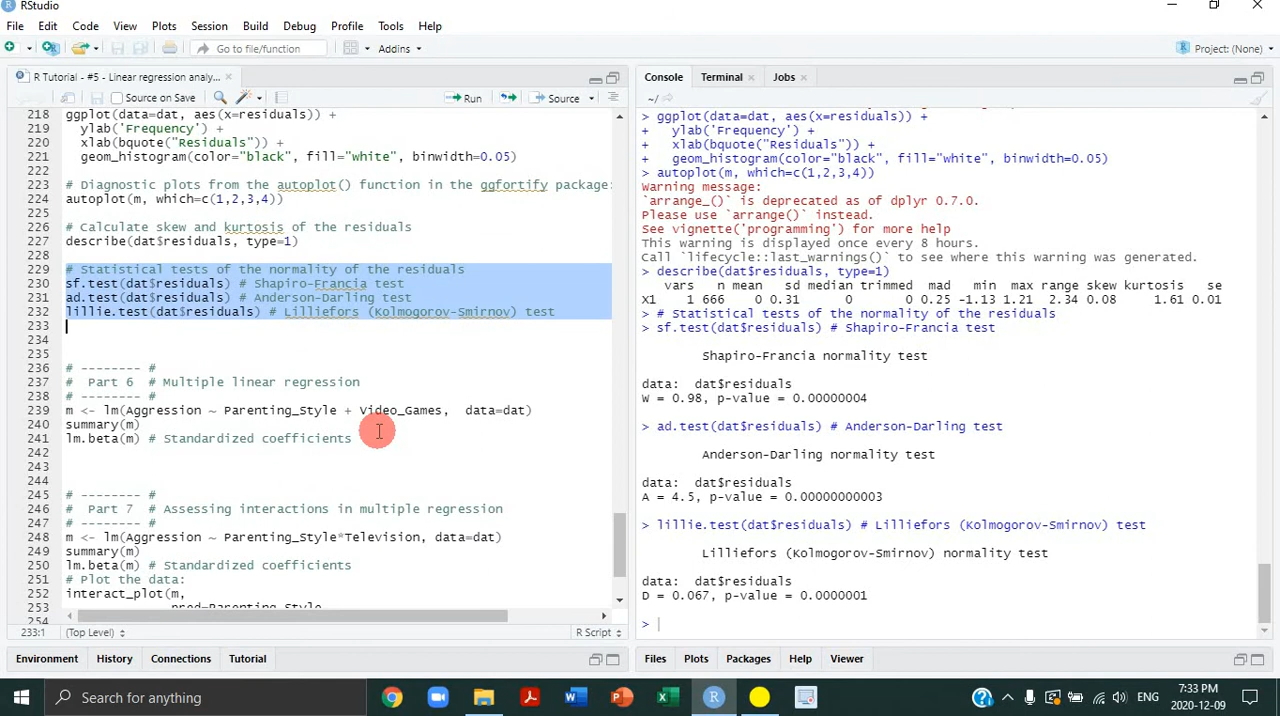 RStudio
File Edit Code View Plots Session Build Debug Profile Tools Help
Go to file/function Addins Project: (None)
R Tutorial - #5 - Linear regression analy...
Source on Save Run Source
218 ggplot(data=dat, aes(x=residuals)) +
219 ylab('Frequency') +
220 xlab(bquote("Residuals")) +
221 geom_histogram(color="black", fill="white", binwidth=0.05)
222
223 # Diagnostic plots from the autoplot() function in the ggfortify package:
224 autoplot(m, which=c(1,2,3,4))
225
226 # Calculate skew and kurtosis of the residuals
227 describe(dat$residuals, type=1)
228
229 # Statistical tests of the normality of the residuals
230 sf.test(dat$residuals) # Shapiro-Francia test
231 ad.test(dat$residuals) # Anderson-Darling test
232 lillie.test(dat$residuals) # Lilliefors (Kolmogorov-Smirnov) test
233
234
235
236 # -------- #
237 # Part 6 # Multiple linear regression
238 # -------- #
239 m <- lm(Aggression ~ Parenting_Style + Video_Games, data=dat)
240 summary(m)
241 lm.beta(m) # Standardized coefficients
242
243
244
245 # -------- #
246 # Part 7 # Assessing interactions in multiple regression
247 # -------- #
248 m <- lm(Aggression ~ Parenting_Style*Television, data=dat)
249 summary(m)
250 lm.beta(m) # Standardized coefficients
251 # Plot the data:
252 interact_plot(m,
253 pred=Parenting_Style
254
233:1 (Top Level) R Script
Environment History Connections Tutorial
Console Terminal Jobs
~/
> ggplot(data=dat, aes(x=residuals)) +
+ ylab('Frequency') +
+ xlab(bquote("Residuals")) +
+ geom_histogram(color="black", fill="white", binwidth=0.05)
> autoplot(m, which=c(1,2,3,4))
Warning message:
`arrange_()` is deprecated as of dplyr 0.7.0.
Please use `arrange()` instead.
See vignette('programming') for more help
This warning is displayed once every 8 hours.
Call `lifecycle::last_warnings()` to see where this warning was generated.
> describe(dat$residuals, type=1)
vars n mean sd median trimmed mad min max range skew kurtosis se
X1 1 666 0 0.31 0 0 0.25 -1.13 1.21 2.34 0.08 1.61 0.01
> # Statistical tests of the normality of the residuals
> sf.test(dat$residuals) # Shapiro-Francia test
Shapiro-Francia normality test
data: dat$residuals
W = 0.98, p-value = 0.00000004
> ad.test(dat$residuals) # Anderson-Darling test
Anderson-Darling normality test
data: dat$residuals
A = 4.5, p-value = 0.00000000003
> lillie.test(dat$residuals) # Lilliefors (Kolmogorov-Smirnov) test
Lilliefors (Kolmogorov-Smirnov) normality test
data: dat$residuals
D = 0.067, p-value = 0.0000001
>
Files Plots Packages Help Viewer
Search for anything
ENG
7:33 PM
2020-12-09